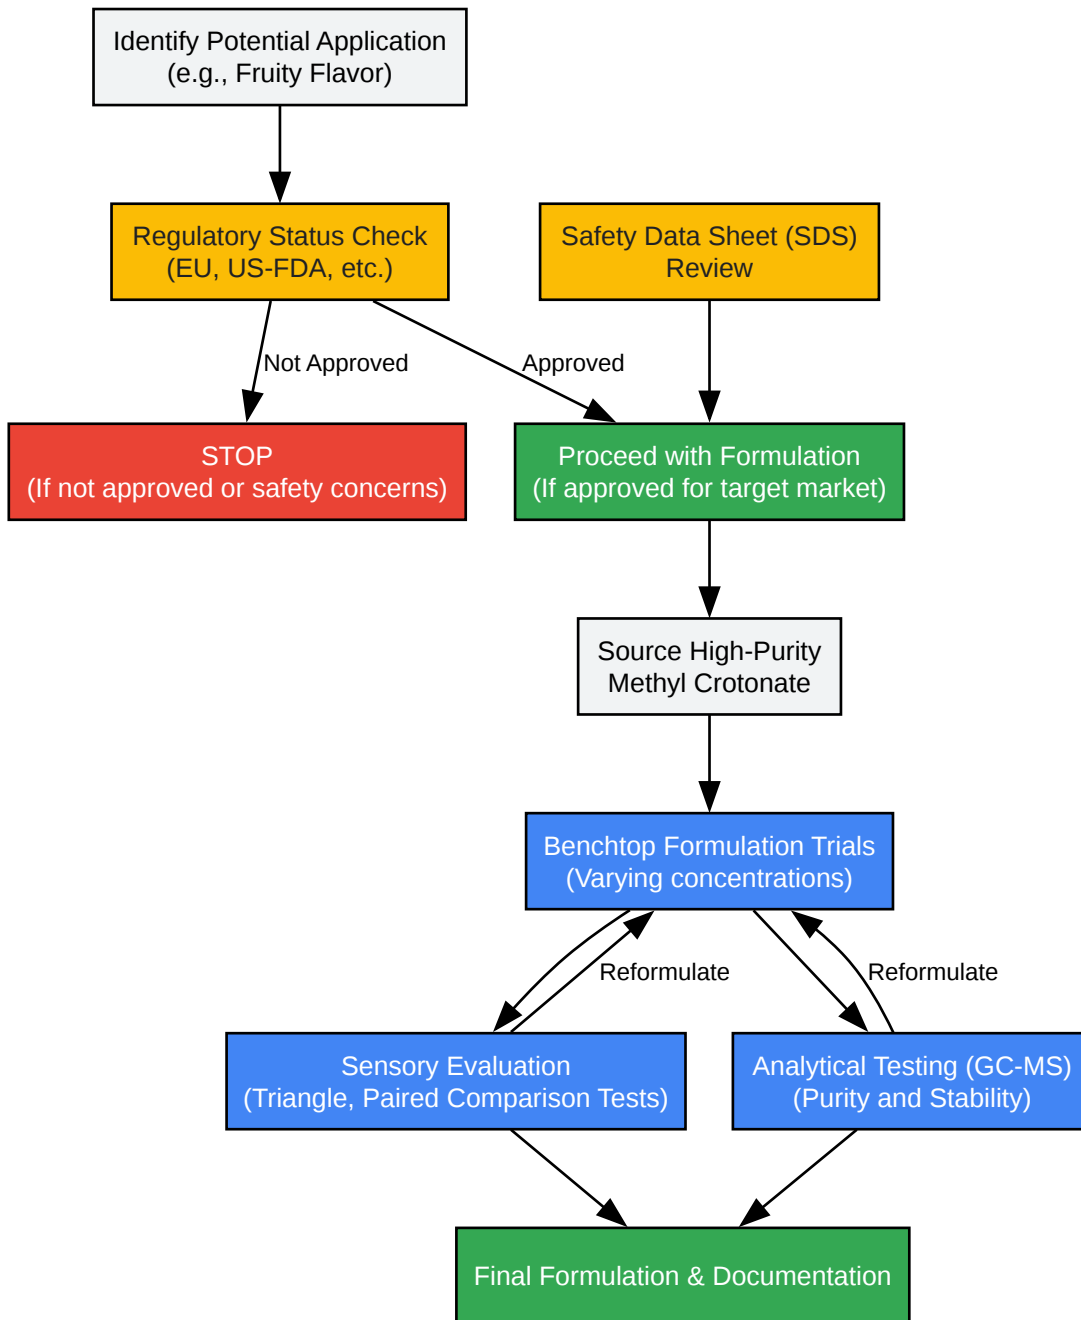 Identify Potential Application
(e.g., Fruity Flavor)
Regulatory Status Check
(EU, US-FDA, etc.)
Safety Data Sheet (SDS)
Review
Not Approved
Approved
STOP
(If not approved or safety concerns)
Proceed with Formulation
(If approved for target market)
Source High-Purity
Methyl Crotonate
Benchtop Formulation Trials
(Varying concentrations)
Reformulate
Reformulate
Sensory Evaluation
(Triangle, Paired Comparison Tests)
Analytical Testing (GC-MS)
(Purity and Stability)
Final Formulation & Documentation